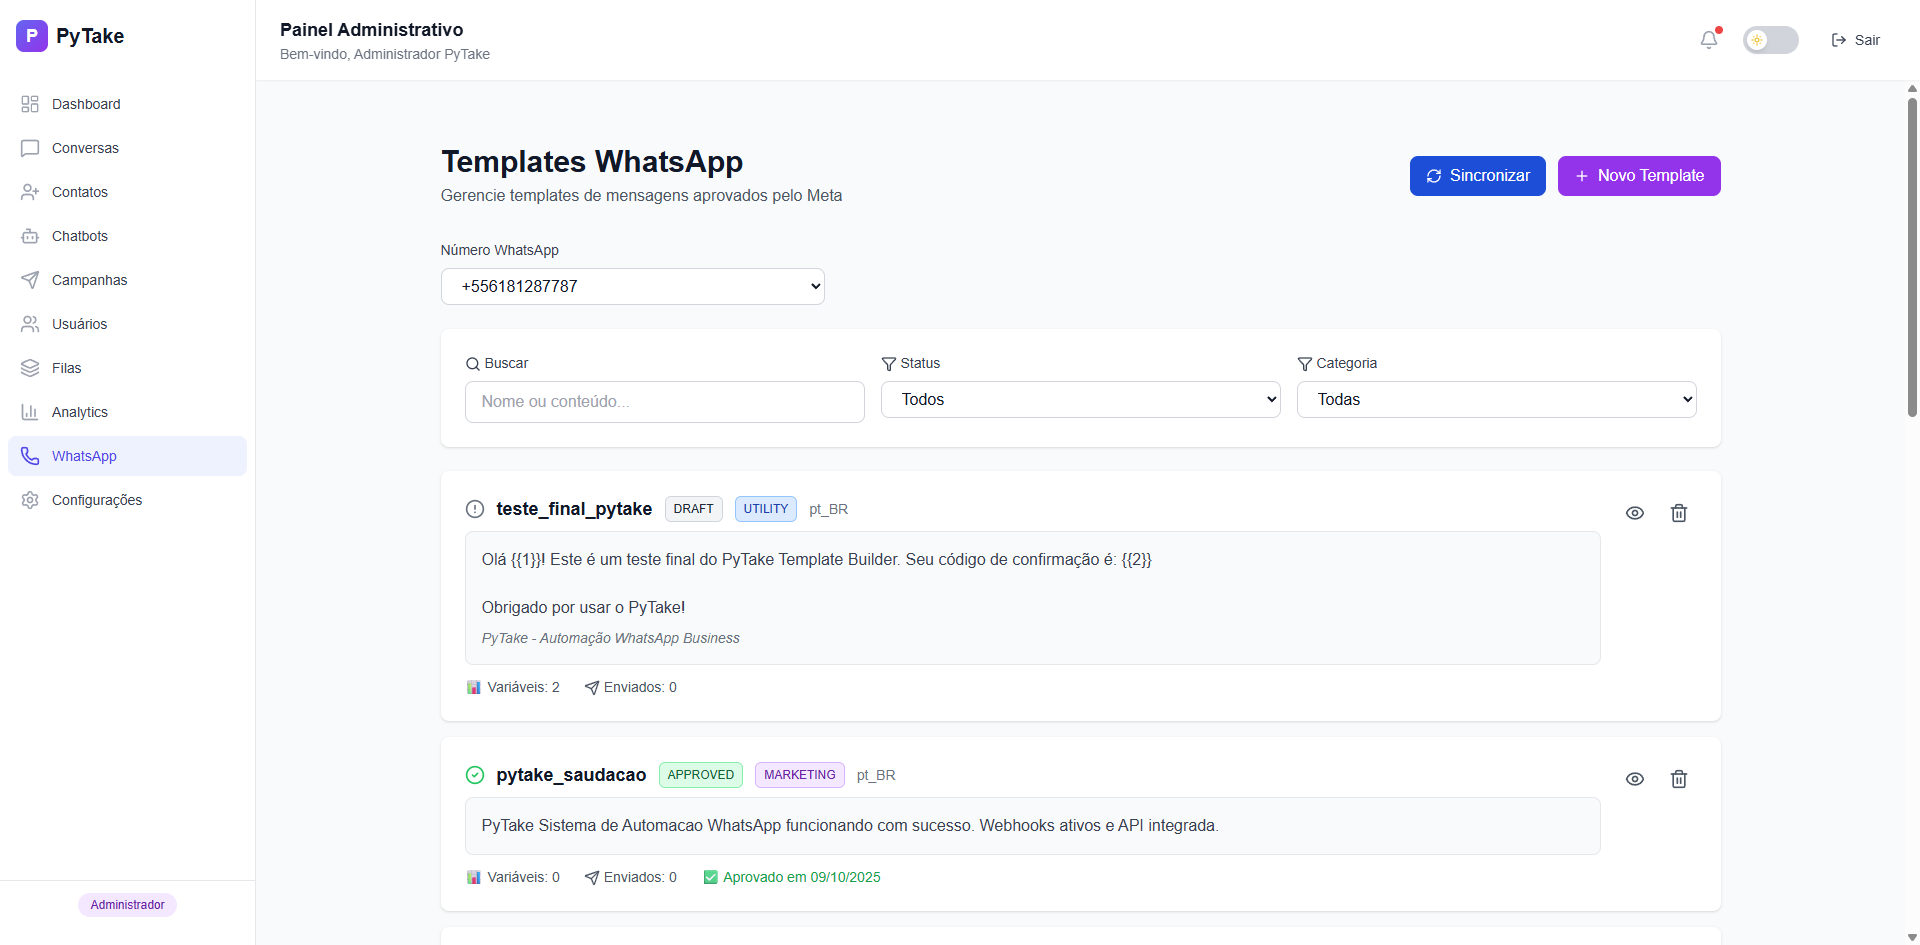 P PyTake
Painel Administrativo
Bem-vindo, Administrador PyTake
Sair
Dashboard
Conversas
Contatos
Chatbots
Campanhas
Usuários
Filas
Analytics
WhatsApp
Configurações
Administrador
Templates WhatsApp
Gerencie templates de mensagens aprovados pelo Meta
Sincronizar
Novo Template
Número WhatsApp
+556181287787
Buscar
Nome ou conteúdo...
Status
Todos
Categoria
Todas
teste_final_pytake DRAFT UTILITY pt_BR
Olá {{1}}! Este é um teste final do PyTake Template Builder. Seu código de confirmação é: {{2}}
Obrigado por usar o PyTake!
PyTake - Automação WhatsApp Business
Variáveis: 2 Enviados: 0
pytake_saudacao APPROVED MARKETING pt_BR
PyTake Sistema de Automacao WhatsApp funcionando com sucesso. Webhooks ativos e API integrada.
Variáveis: 0 Enviados: 0 Aprovado em 09/10/2025